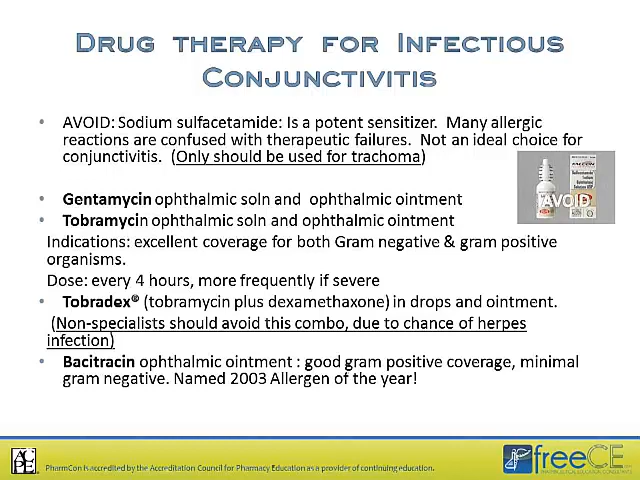 DRUG THERAPY FOR INFECTIOUS
CONJUNCTIVITIS
• AVOID: Sodium sulfacetamide: Is a potent sensitizer. Many allergic
reactions are confused with therapeutic failures. Not an ideal choice for
conjunctivitis. (Only should be used for trachoma)
AVOID
• Gentamycin ophthalmic soln and ophthalmic ointment
• Tobramycin ophthalmic soln and ophthalmic ointment
Indications: excellent coverage for both Gram negative & gram positive
organisms.
Dose: every 4 hours, more frequently if severe
• Tobradex® (tobramycin plus dexamethaxone) in drops and ointment.
(Non-specialists should avoid this combo, due to chance of herpes
infection)
• Bacitracin ophthalmic ointment : good gram positive coverage, minimal
gram negative. Named 2003 Allergen of the year!
PharmCon is accredited by the Accreditation Council for Pharmacy Education as a provider of continuing education.
freeCE